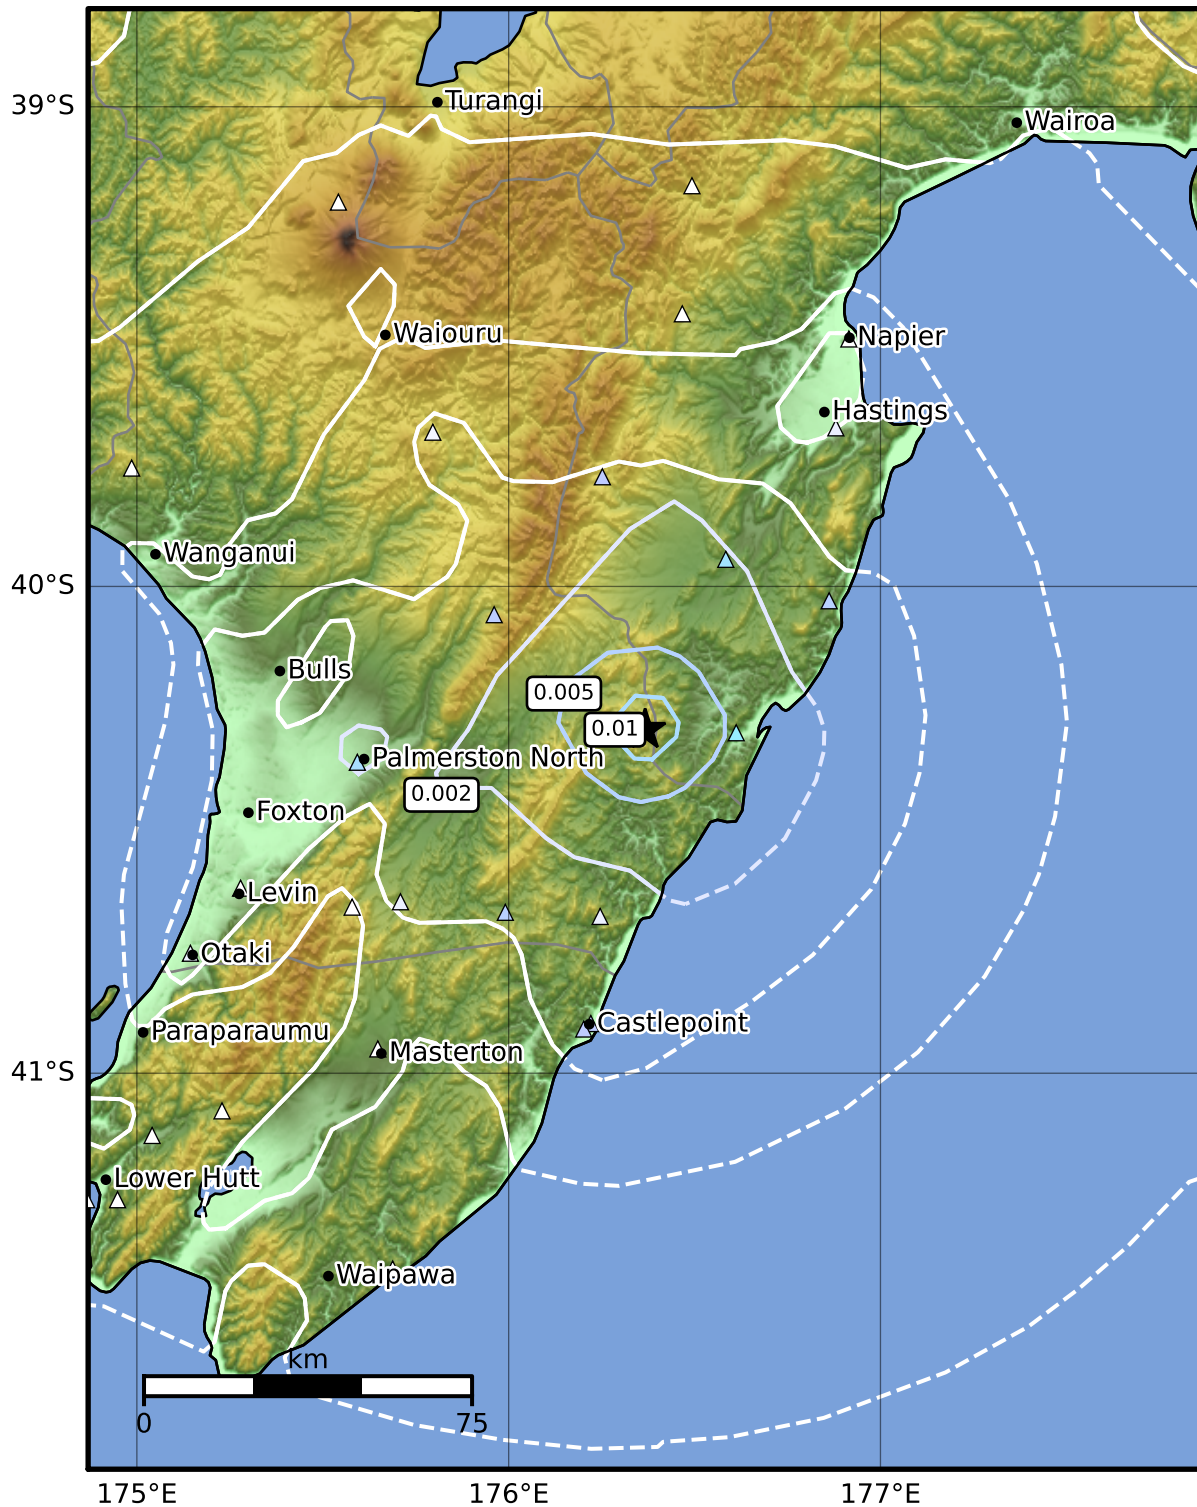 39°S
Turangi
Wairoa
Waiouru
Napier
Hastings
Wanganui
40°S
Bulls
0.005
0.01
Palmerston North
0.002
Foxton
Levin
Otaki
Paraparaumu
Castlepoint
Masterton
41°S
Lower Hutt
Waipawa
km
0
75
175°E
176°E
177°E